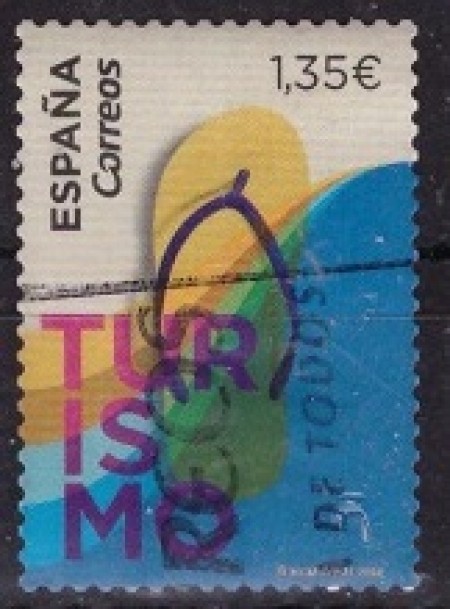 ESPAÑA
Correos
1,35€
TUR
IS
MO
DE TODOS